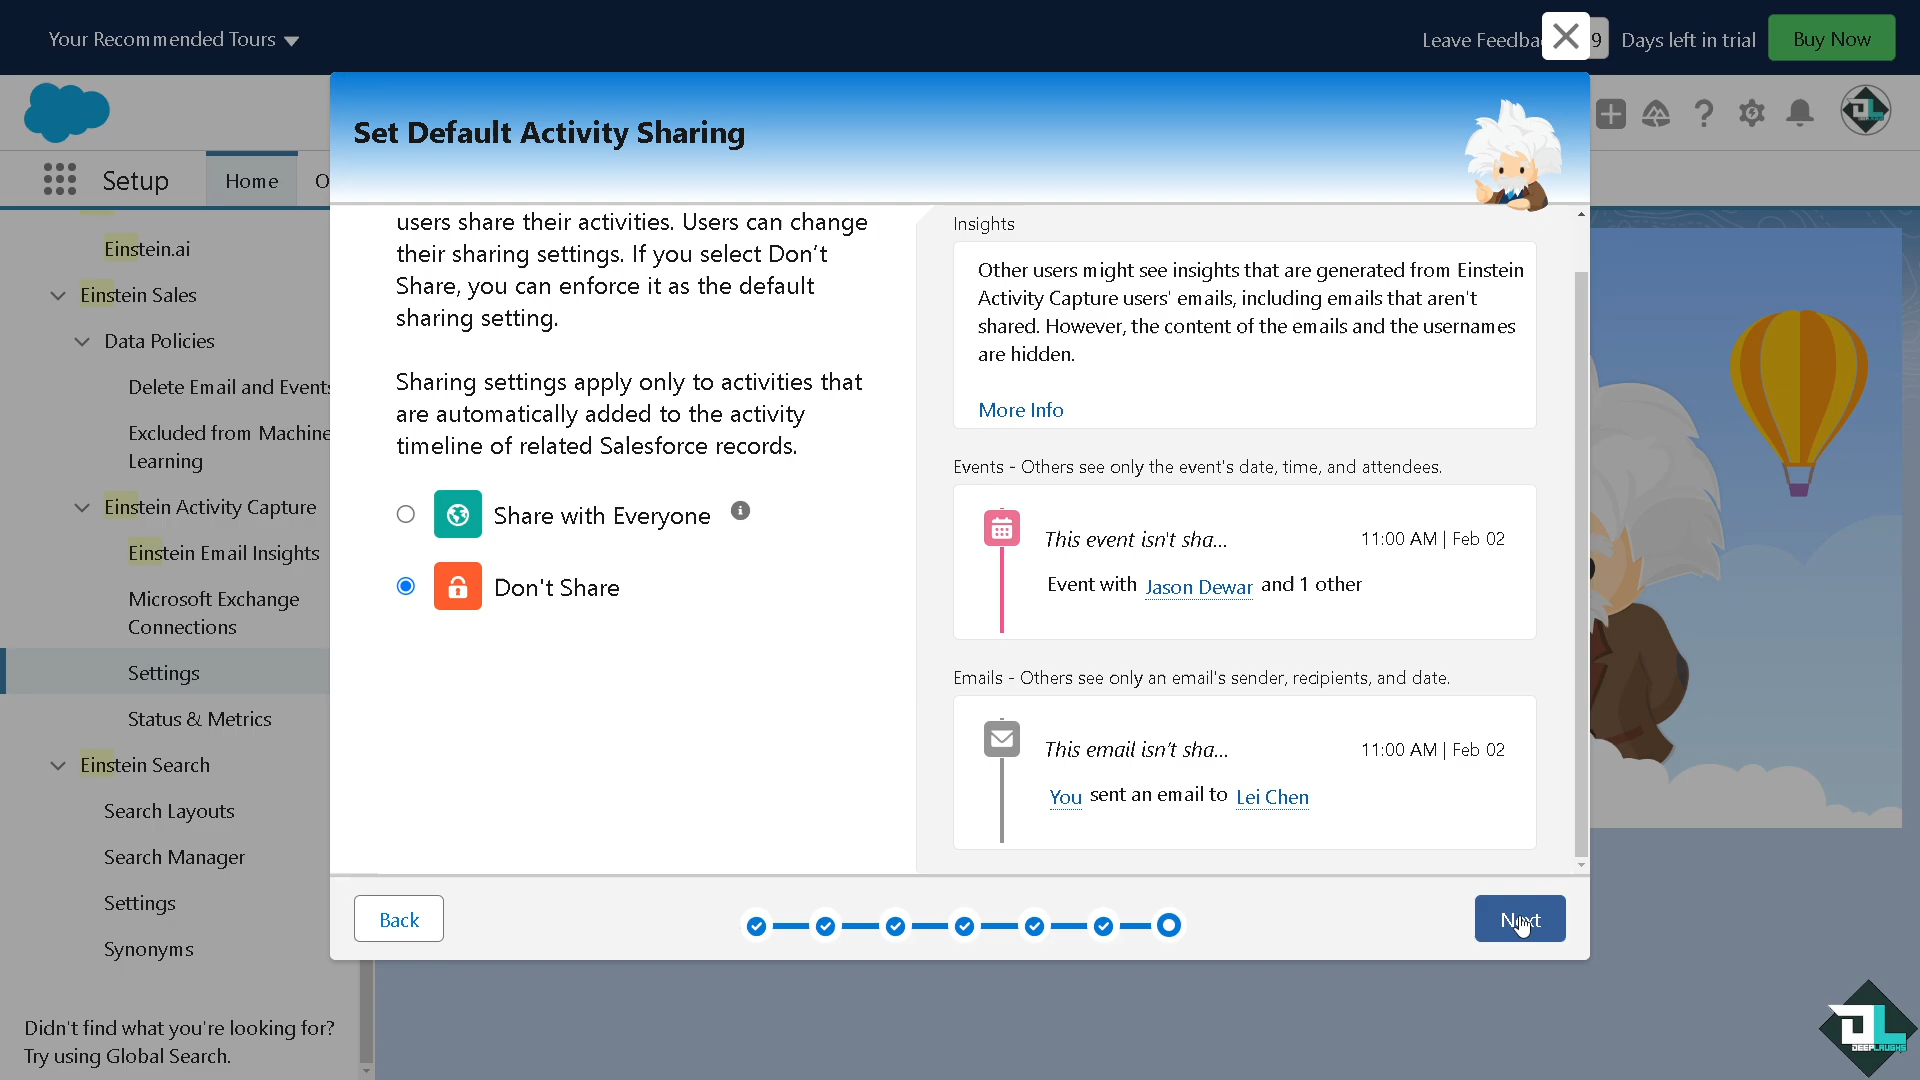 Your Recommended Tours
Leave Feedba
9
Days left in trial
Buy Now
Setup
Home
O
Einstein.ai
Einstein Sales
Data Policies
Delete Email and Events
Excluded from Machine
Learning
Einstein Activity Capture
Einstein Email Insights
Microsoft Exchange
Connections
Settings
Status & Metrics
Einstein Search
Search Layouts
Search Manager
Settings
Synonyms
Didn't find what you're looking for?
Try using Global Search.
Set Default Activity Sharing
users share their activities. Users can change
their sharing settings. If you select Don't
Share, you can enforce it as the default
sharing setting.
Sharing settings apply only to activities that
are automatically added to the activity
timeline of related Salesforce records.
Share with Everyone
Don't Share
Insights
Other users might see insights that are generated from Einstein
Activity Capture users' emails, including emails that aren't
shared. However, the content of the emails and the usernames
are hidden.
More Info
Events - Others see only the event's date, time, and attendees.
This event isn't sha... 11:00 AM | Feb 02
Event with Jason Dewar and 1 other
Emails - Others see only an email's sender, recipients, and date.
This email isn't sha... 11:00 AM | Feb 02
You sent an email to Lei Chen
Back
Next
DEEPLAUGHS